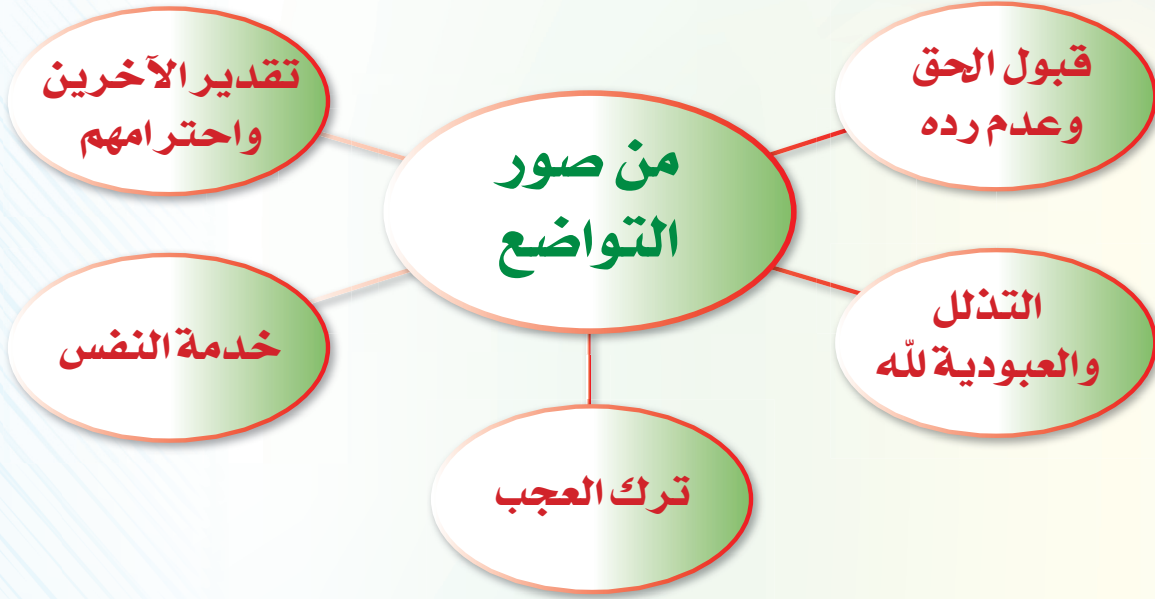 من صور
التواضع
قبول الحق
وعدم رده
تقدير الآخرين
واحترامهم
التذلل
والعبودية لله
خدمة النفس
ترك العجب